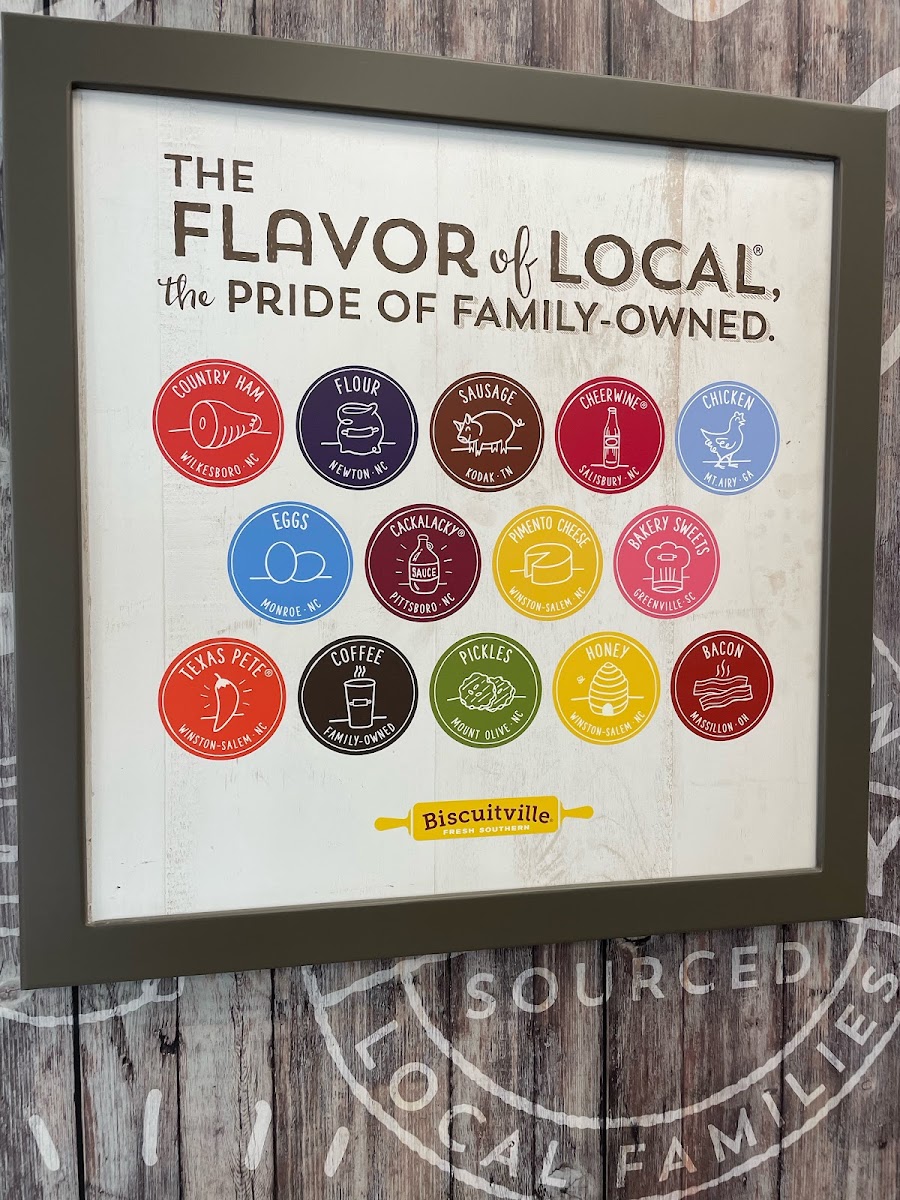 THE
FLAVOR of LOCAL®,
the PRIDE OF FAMILY-OWNED.
COUNTRY HAM
WILKESBORO·NC
FLOUR
NEWTON·NC
SAUSAGE
KODAK·TN
CHEERWINE®
SALISBURY·NC
CHICKEN
MT. AIRY·GA
EGGS
MONROE·NC
CACKALACKY®
SAUCE
PITTSBORO·NC
PIMENTO CHEESE
WINSTON-SALEM NC
BAKERY SWEETS
GREENVILLE·SC
TEXAS PETE®
WINSTON-SALEM·NC
COFFEE
FAMILY-OWNED
PICKLES
MOUNT OLIVE·NC
HONEY
WINSTON-SALEM NC
BACON
MASSILLON·OH
Biscuitville®
FRESH SOUTHERN
SOURCED
LOCAL FAMILIES